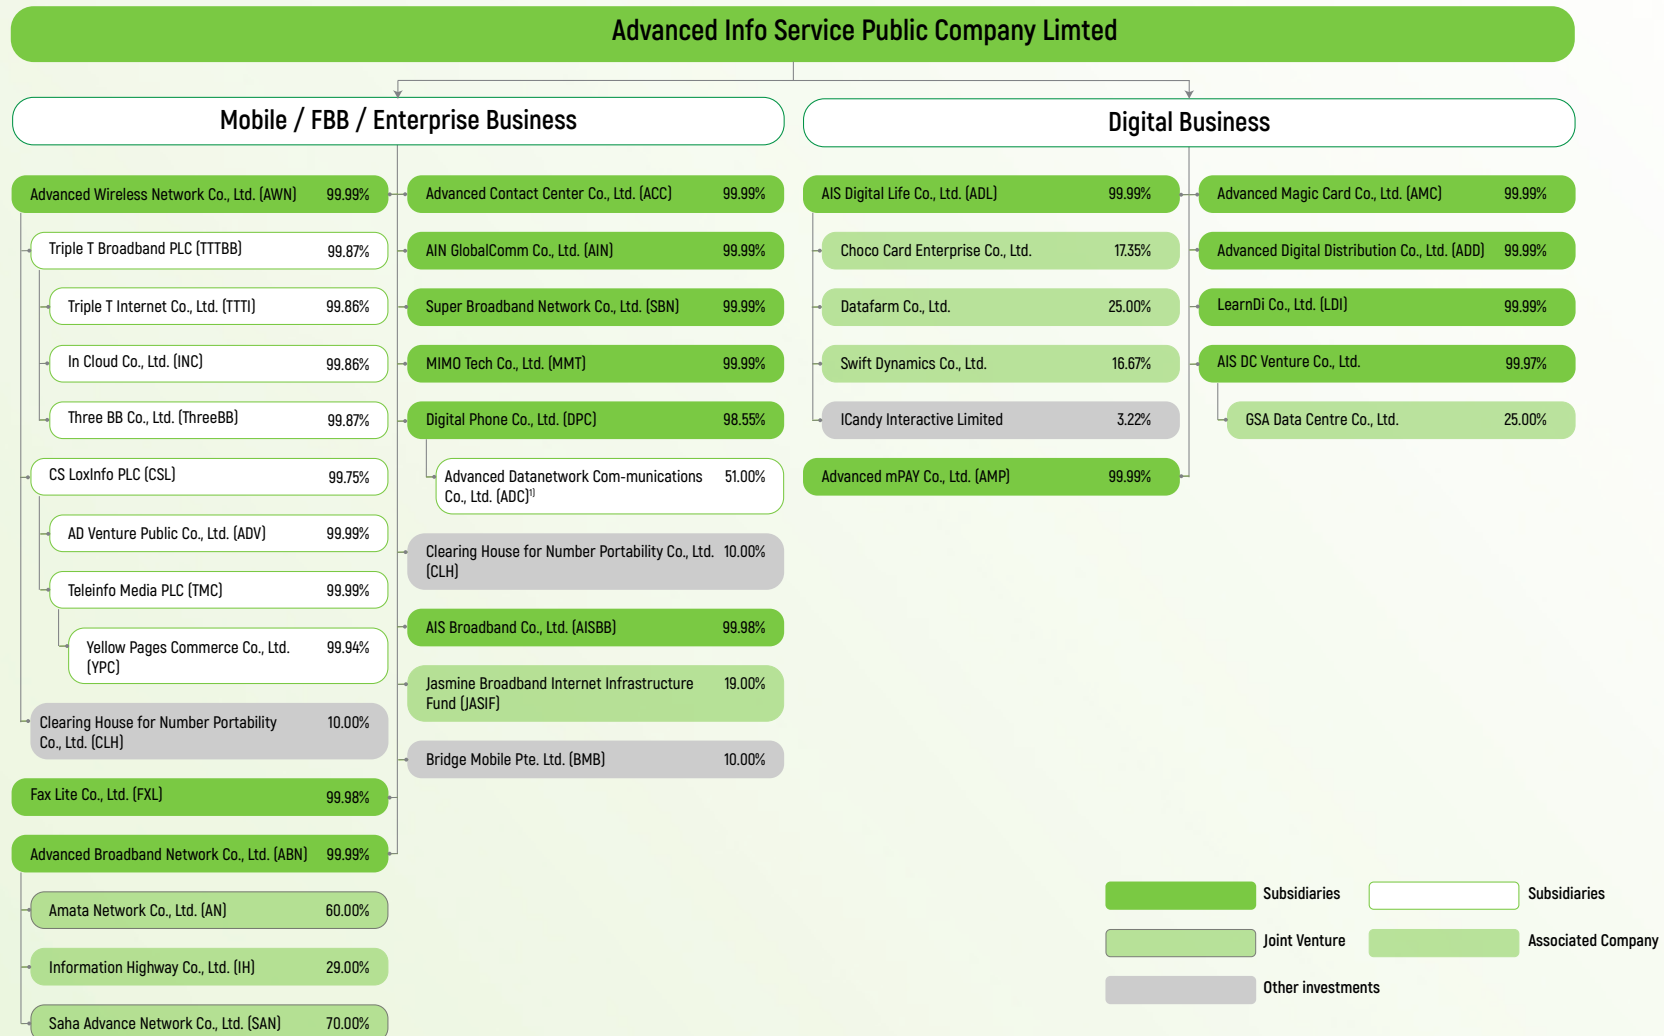 Advanced Info Service Public Company Limted
Mobile / FBB / Enterprise Business
Advanced Wireless Network Co., Ltd. (AWN) 99.99%
Triple T Broadband PLC (TTTBB) 99.87%
Triple T Internet Co., Ltd. (TTTI) 99.86%
In Cloud Co., Ltd. (INC) 99.86%
Three BB Co., Ltd. (ThreeBB) 99.87%
CS LoxInfo PLC (CSL) 99.75%
AD Venture Public Co., Ltd. (ADV) 99.99%
Teleinfo Media PLC (TMC) 99.99%
Yellow Pages Commerce Co., Ltd. 99.94%
(YPC)
Clearing House for Number Portability 10.00%
Co., Ltd. (CLH)
Fax Lite Co., Ltd. (FXL) 99.98%
Advanced Broadband Network Co., Ltd. (ABN) 99.99%
Amata Network Co., Ltd. (AN) 60.00%
Information Highway Co., Ltd. (IH) 29.00%
Saha Advance Network Co., Ltd. (SAN) 70.00%
Advanced Contact Center Co., Ltd. (ACC) 99.99%
AIN GlobalComm Co., Ltd. (AIN) 99.99%
Super Broadband Network Co., Ltd. (SBN) 99.99%
MIMO Tech Co., Ltd. (MMT) 99.99%
Digital Phone Co., Ltd. (DPC) 98.55%
Advanced Datanetwork Com-munications 51.00%
Co., Ltd. (ADC)1)
Clearing House for Number Portability Co., Ltd. 10.00%
(CLH)
AIS Broadband Co., Ltd. (AISBB) 99.98%
Jasmine Broadband Internet Infrastructure 19.00%
Fund (JASIF)
Bridge Mobile Pte. Ltd. (BMB) 10.00%
Digital Business
AIS Digital Life Co., Ltd. (ADL) 99.99%
Choco Card Enterprise Co., Ltd. 17.35%
Datafarm Co., Ltd. 25.00%
Swift Dynamics Co., Ltd. 16.67%
ICandy Interactive Limited 3.22%
Advanced mPAY Co., Ltd. (AMP) 99.99%
Advanced Magic Card Co., Ltd. (AMC) 99.99%
Advanced Digital Distribution Co., Ltd. (ADD) 99.99%
LearnDi Co., Ltd. (LDI) 99.99%
AIS DC Venture Co., Ltd. 99.97%
GSA Data Centre Co., Ltd. 25.00%
Subsidiaries
Subsidiaries
Joint Venture
Associated Company
Other investments